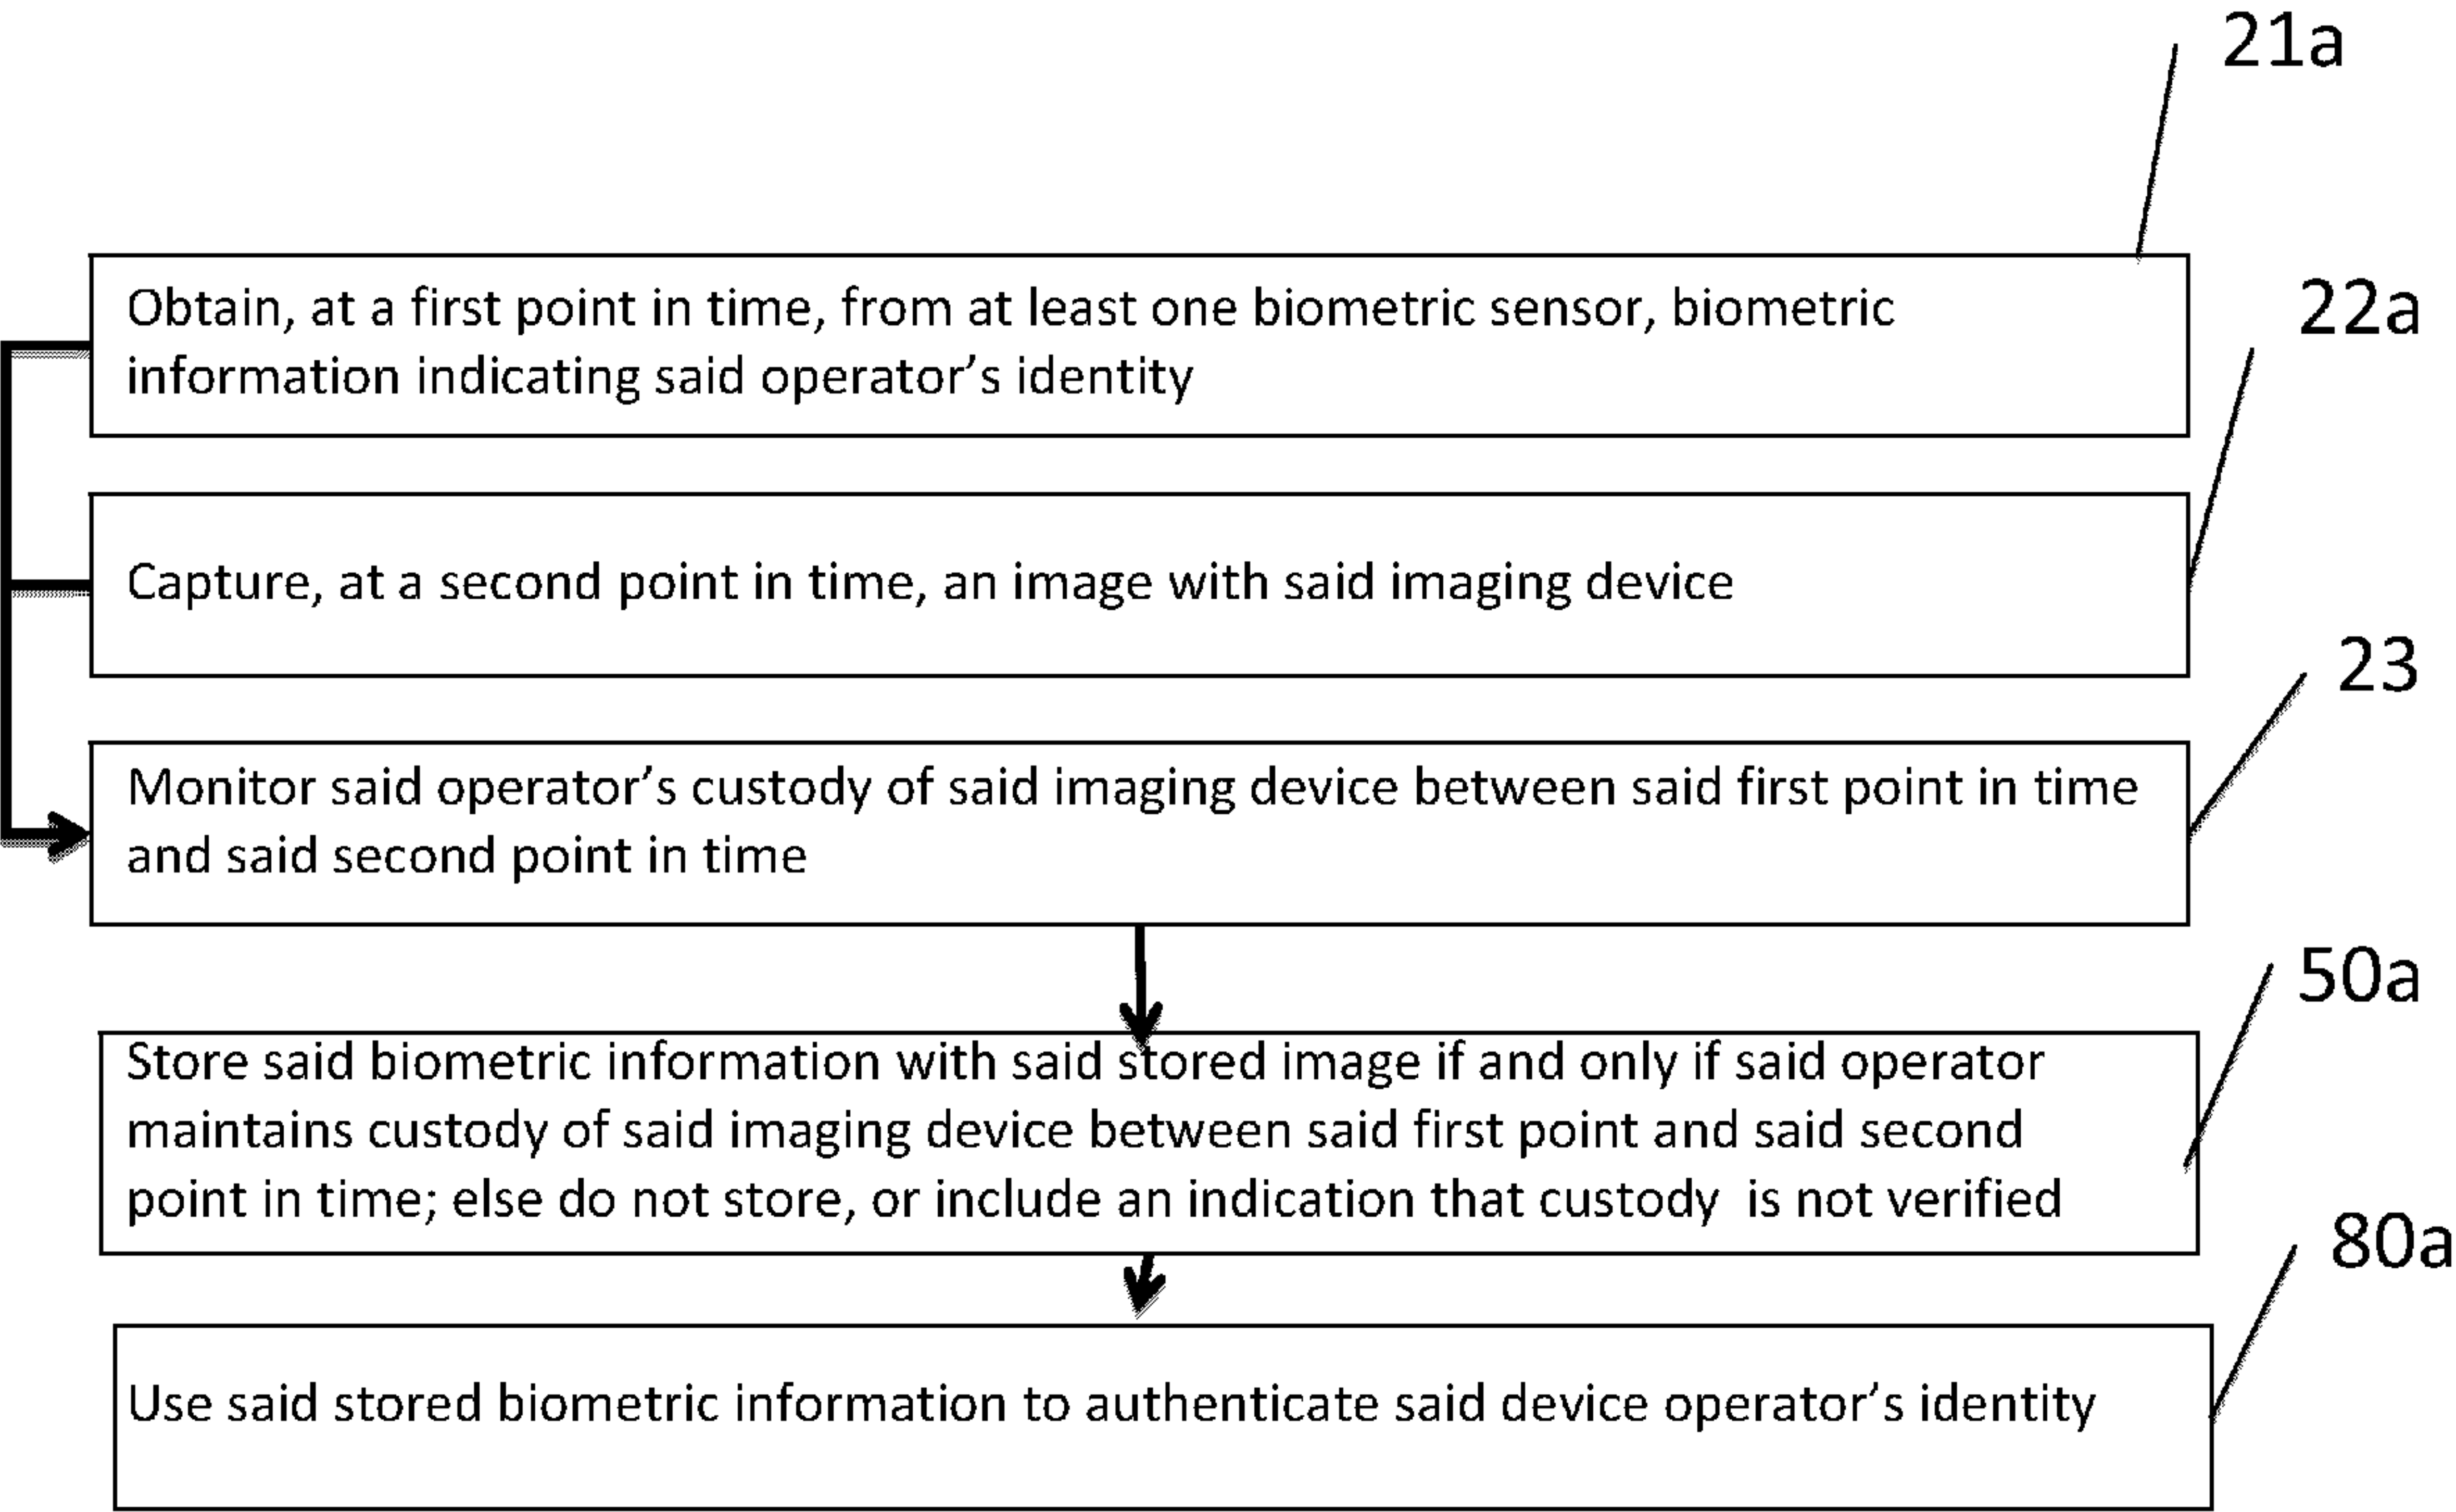 21a
Obtain, at a first point in time, from at least one biometric sensor, biometric
information indicating said operator’s identity
22a
Capture, at a second point in time, an image with said imaging device
23
Monitor said operator’s custody of said imaging device between said first point in time
and said second point in time
50a
Store said biometric information with said stored image if and only if said operator
maintains custody of said imaging device between said first point and said second
point in time; else do not store, or include an indication that custody  is not verified
80a
Use said stored biometric information to authenticate said device operator’s identity